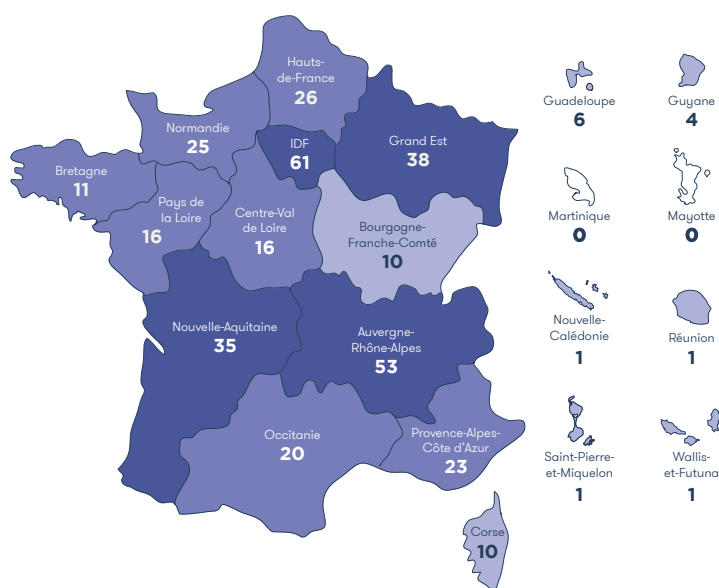 Hauts-
de-France
26
Normandie
25
IDF
61
Grand Est
38
Bretagne
11
Pays de
la Loire
16
Centre-Val
de Loire
16
Bourgogne-
Franche-Comté
10
Nouvelle-Aquitaine
35
Auvergne-
Rhône-Alpes
53
Occitanie
20
Provence-Alpes-
Côte d’Azur
23
Corse
10
Guadeloupe
6
Guyane
4
Martinique
0
Mayotte
0
Nouvelle-
Calédonie
1
Réunion
1
Saint-Pierre-
et-Miquelon
1
Wallis-
et-Futuna
1